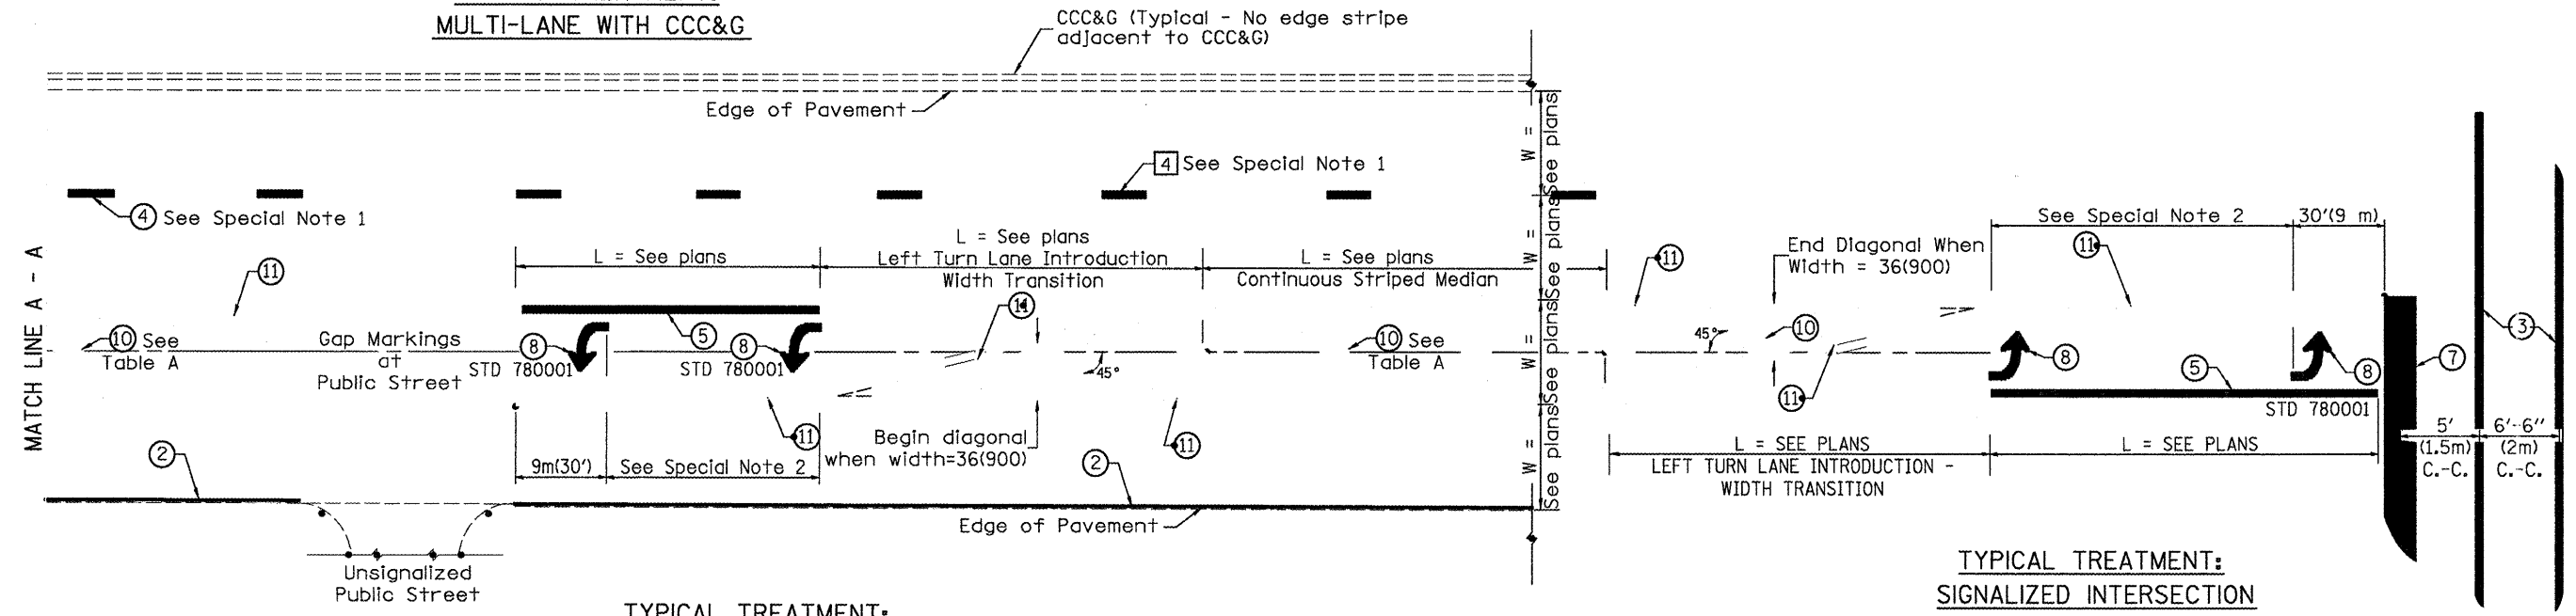 MULTI-LANE WITH CCC&G
CCC&G (Typical - No edge stripe
adjacent to CCC&G)
Edge of Pavement
4 See Special Note 1
4 See Special Note 1
W =
See plans
W =
See plans
W =
See plans
W =
See plans
MATCH LINE A - A
11
10 See
Table A
Gap Markings
at
Public Street
L = See plans
L = See plans
Left Turn Lane Introduction
Width Transition
L = See plans
Continuous Striped Median
5
8
STD 780001
8
STD 780001
11
45°
10 See
Table A
11
Begin diagonal
when width=36(900)
11
9m(30')
See Special Note 2
2
2
Edge of Pavement
Unsignalized
Public Street
TYPICAL TREATMENT:
11
End Diagonal When
Width = 36(900)
See Special Note 2
30'(9 m)
11
45°
10
11
8
5
8
STD 780001
7
3
L = SEE PLANS
LEFT TURN LANE INTRODUCTION -
WIDTH TRANSITION
L = SEE PLANS
5'
(1.5m)
C.-C.
6'-6"
(2m)
C.-C.
TYPICAL TREATMENT:
SIGNALIZED INTERSECTION